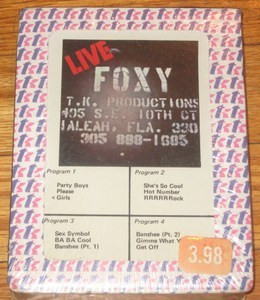 LIVE
FOXY
T.K. PRODUCTIONS
495 S.E. 10TH CT
IALEAH, FLA. 330
305 888-1685
Program 1
Party Boys
Please
< Girls
Program 2
She's So Cool
Hot Number
RRRRRRock
Program 3
Sex Symbol
BA BA Cool
Banshee (Pt. 1)
Program 4
Banshee (Pt. 2)
Gimme What Y
Get Off
3.98